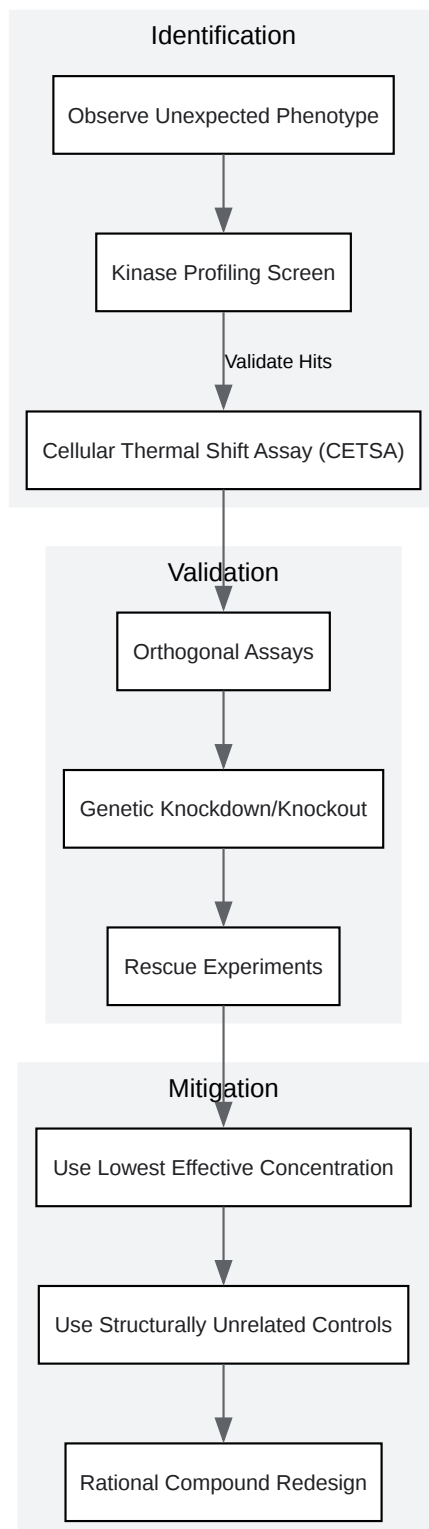 Identification
Observe Unexpected Phenotype
Kinase Profiling Screen
Validate Hits
Cellular Thermal Shift Assay (CETSA)
Validation
Orthogonal Assays
Genetic Knockdown/Knockout
Rescue Experiments
Mitigation
Use Lowest Effective Concentration
Use Structurally Unrelated Controls
Rational Compound Redesign